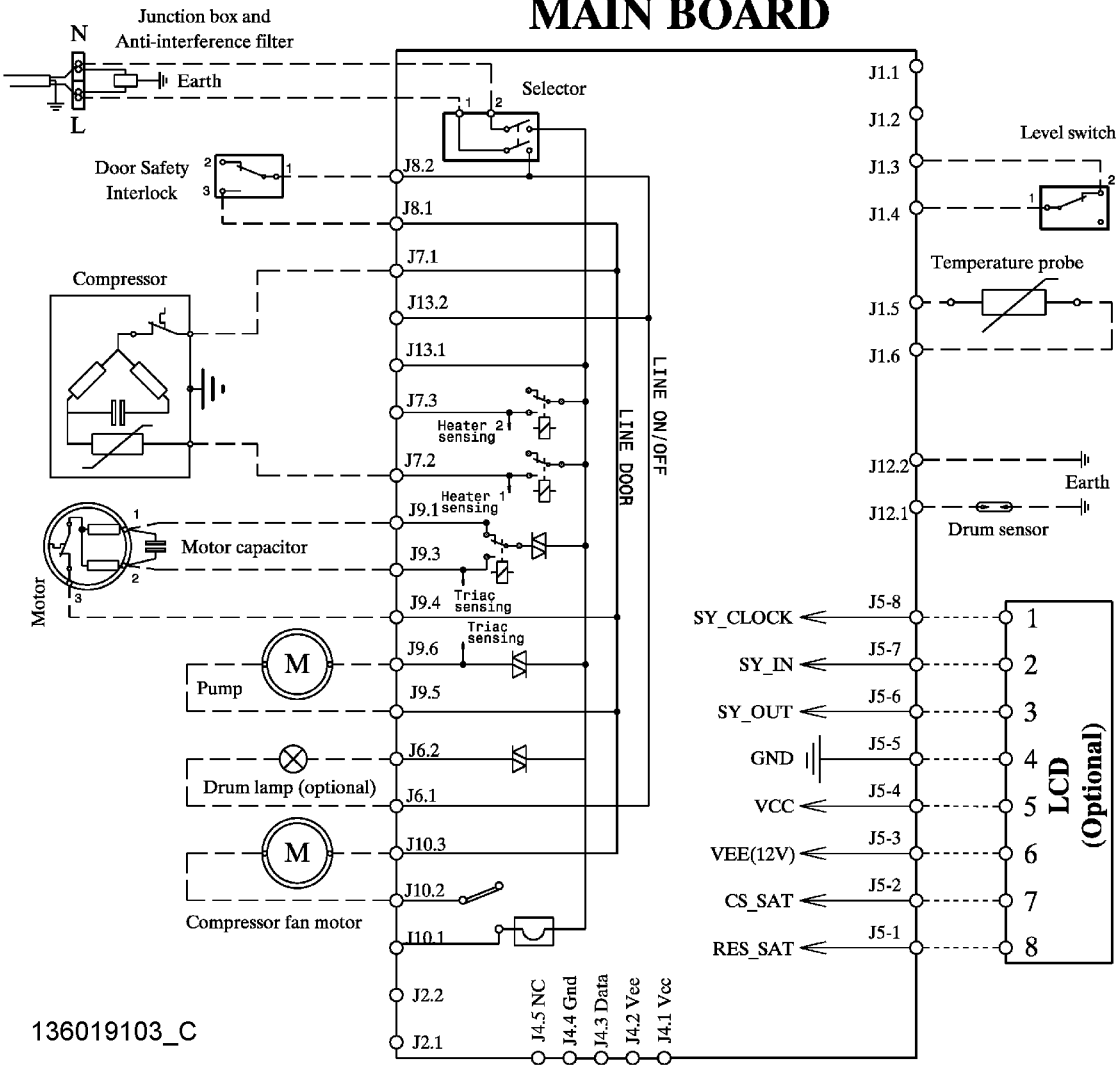 MAIN BOARD
Junction box and
Anti-interference filter
N
Earth
L
Selector
1 2
Door Safety
Interlock
2
1
3
J8.2
J8.1
J7.1
Compressor
J13.2
J13.1
J7.3
Heater 2
sensing
J7.2
Heater 1
sensing
LINE DOOR
LINE ON/OFF
J9.1
1
Motor capacitor
2
3
Motor
J9.3
Triac
sensing
J9.4
Triac
sensing
J9.6
M
Pump
J9.5
J6.2
Drum lamp (optional)
J6.1
M
J10.3
J10.2
Compressor fan motor
J10.1
J2.2
J2.1
136019103_C
J4.5 NC
J4.4 Gnd
J4.3 Data
J4.2 Vee
J4.1 Vcc
J1.1
J1.2
Level switch
J1.3
2
1
J1.4
Temperature probe
J1.5
J1.6
J12.2
Earth
J12.1
Drum sensor
SY_CLOCK J5-8 1
SY_IN J5-7 2
SY_OUT J5-6 3
GND J5-5 4
VCC J5-4 5
VEE(12V) J5-3 6
CS_SAT J5-2 7
RES_SAT J5-1 8
LCD
(Optional)